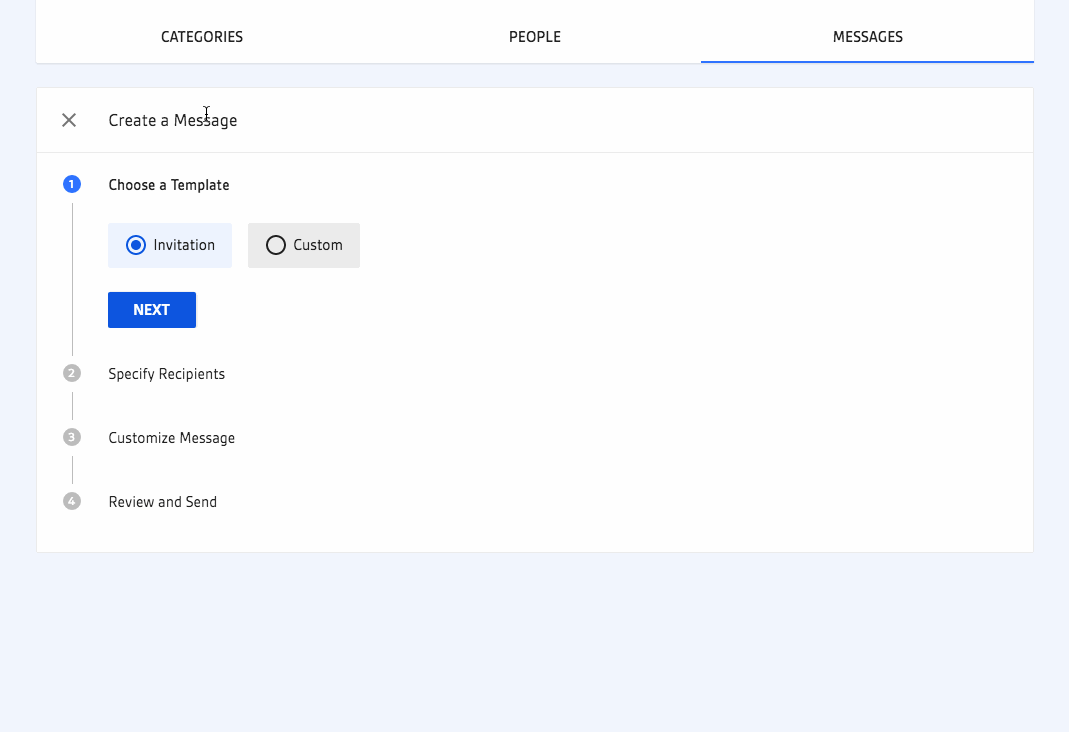 CATEGORIES PEOPLE MESSAGES
Create a Message
1 Choose a Template
Invitation Custom
NEXT
2 Specify Recipients
3 Customize Message
4 Review and Send